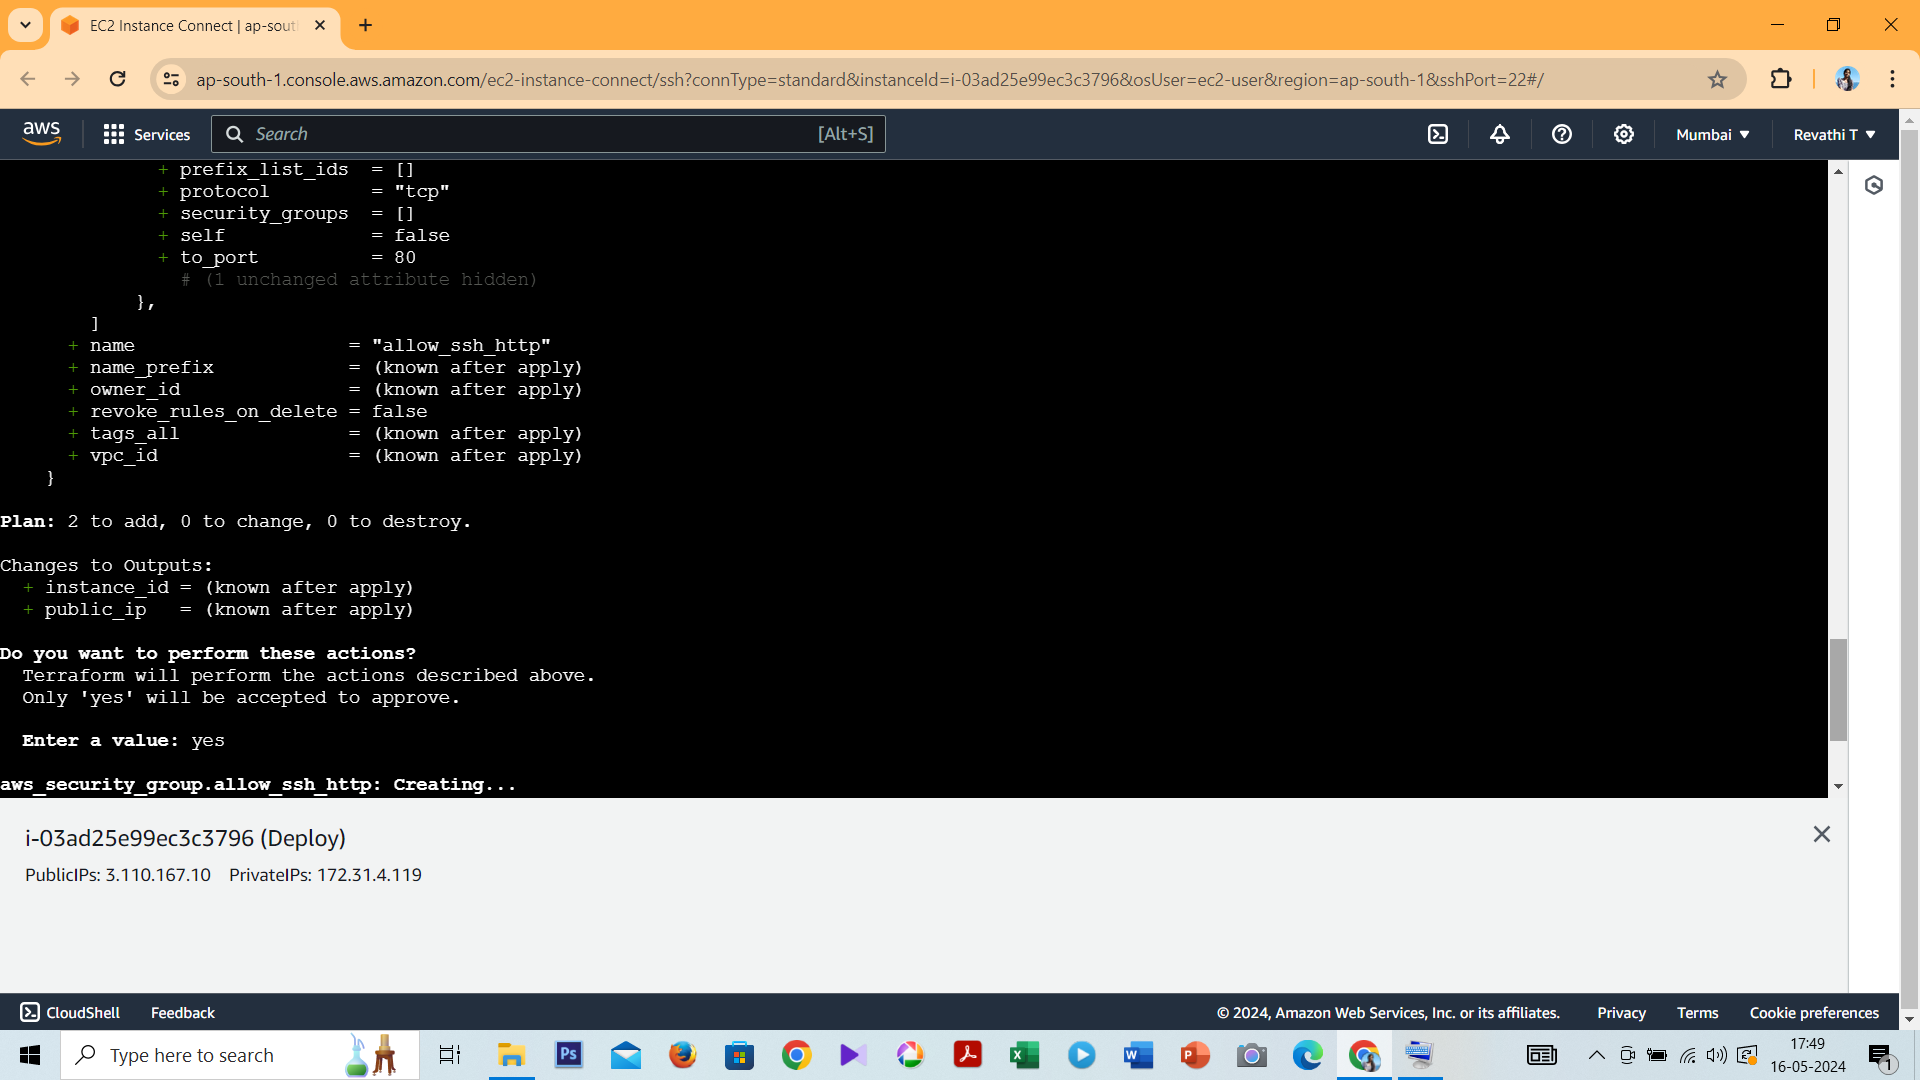 EC2 Instance Connect | ap-sout
ap-south-1.console.aws.amazon.com/ec2-instance-connect/ssh?connType=standard&instanceId=i-03ad25e99ec3c3796&osUser=ec2-user&region=ap-south-1&sshPort=22#/
aws Services Search [Alt+S] Mumbai ▼ Revathi T ▼
+ prefix_list_ids = []
+ protocol = "tcp"
+ security_groups = []
+ self = false
+ to_port = 80
# (1 unchanged attribute hidden)
},
]
+ name = "allow_ssh_http"
+ name_prefix = (known after apply)
+ owner_id = (known after apply)
+ revoke_rules_on_delete = false
+ tags_all = (known after apply)
+ vpc_id = (known after apply)
}
Plan: 2 to add, 0 to change, 0 to destroy.
Changes to Outputs:
+ instance_id = (known after apply)
+ public_ip = (known after apply)
Do you want to perform these actions?
Terraform will perform the actions described above.
Only 'yes' will be accepted to approve.
Enter a value: yes
aws_security_group.allow_ssh_http: Creating...
i-03ad25e99ec3c3796 (Deploy)
PublicIPs: 3.110.167.10 PrivateIPs: 172.31.4.119
CloudShell Feedback © 2024, Amazon Web Services, Inc. or its affiliates. Privacy Terms Cookie preferences
Type here to search
Ps
X
W
P
17:49
16-05-2024
1